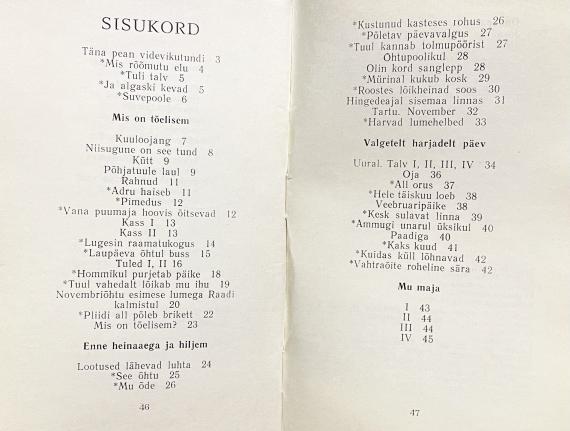 SISUKORD
Täna pean videvikutundi 3
*Mis rõõmutu elu 4
*Tuli talv 5
*Ja algaski kevad 5
*Suvepoole 6
Mis on tõelisem
Kuuloojang 7
Niisugune on see tund 8
Kütt 9
Põhjatuule laul 9
Rahnud 11
*Adru haiseb 11
*Pimedus 12
*Vana puumaja hoovis õitsevad 12
Kass I 13
Kass II 13
*Lugesin raamatukogus 14
*Laupäeva õhtul buss 15
Tuled I, II 16
*Hommikul purjetab päike 18
*Tuul vahedalt lõikab mu ihu 19
Novembriõhtu esimese lumega Raadi
kalmistul 20
*Pliidi all põleb brikett 22
Mis on tõelisem? 23
Enne heinaaega ja hiljem
Lootused lähevad luhta 24
*See õhtu 25
*Mu õde 26
46
*Kustunud kasteses rohus 26
*Põletav päevavalgus 27
*Tuul kannab tolmupöörist 27
Õhtupoolikul 28
Olin kord sanglepp 28
*Mürinal kukub kosk 29
*Roostes lõikheinad soos 30
Hingedeajal sisemaa linnas 31
Tartu. November 32
*Harvad lumehelbed 33
Valgetelt harjadelt päev
Uural. Talv I, II, III, IV 34
Oja 36
*All orus 37
*Hele täiskuu loeb 38
Veebruaripäike 38
*Kesk sulavat linna 39
*Ammugi unarul üksikul 40
Paadiga 40
*Kaks kuud 41
*Kuidas küll lõhnavad 42
*Vahtraõite roheline sära 42
Mu maja
I 43
II 44
III 44
IV 45
47